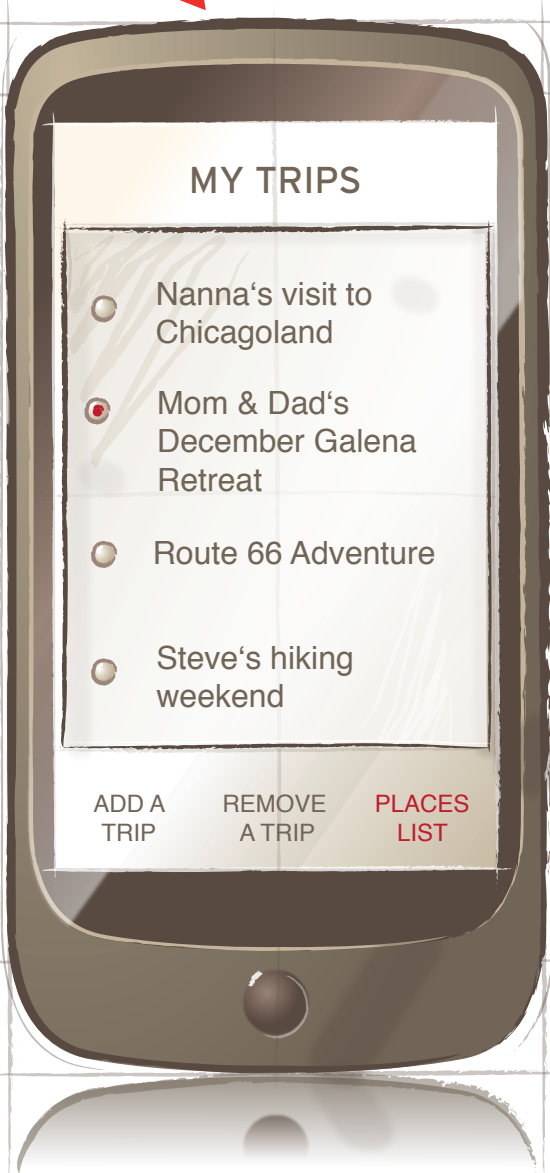 MY TRIPS
Nanna‘s visit to
Chicagoland
Mom & Dad‘s
December Galena
Retreat
Route 66 Adventure
Steve‘s hiking
weekend
ADD A
TRIP
REMOVE
A TRIP
PLACES
LIST